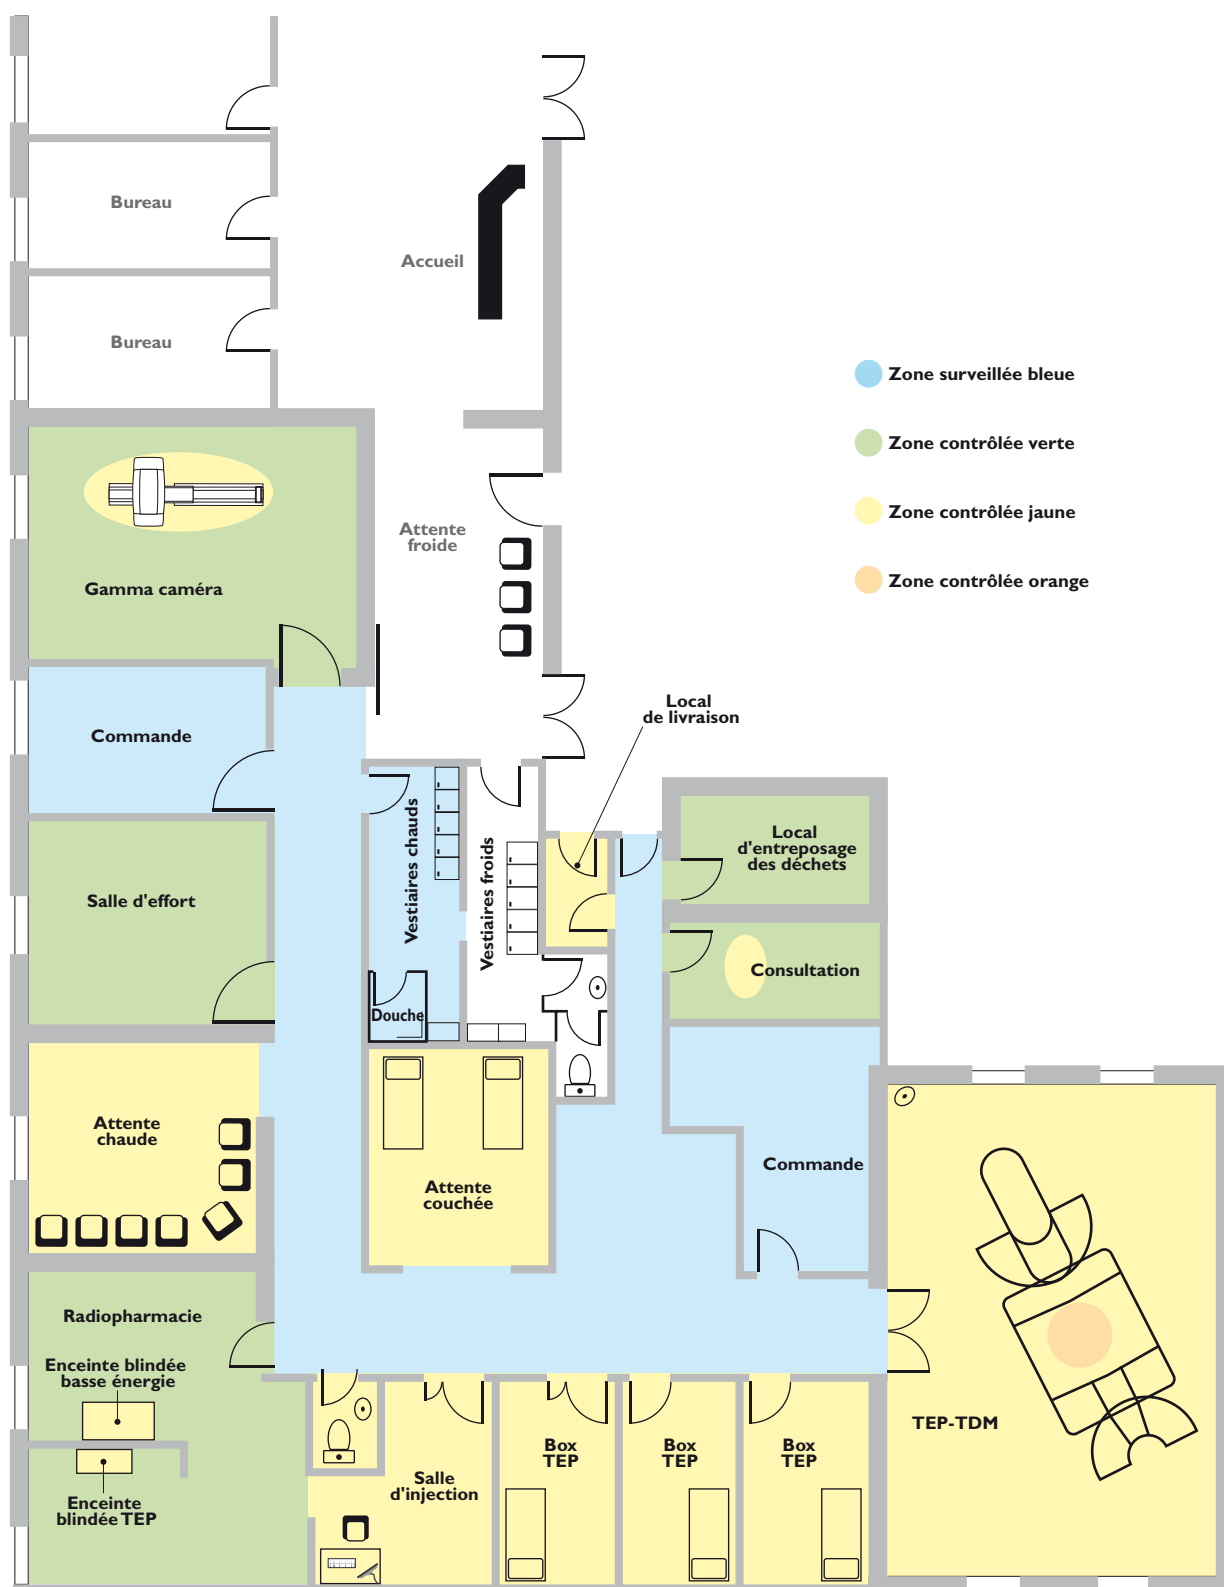 Bureau
Accueil
Bureau
Zone surveillée bleue
Zone contrôlée verte
Zone contrôlée jaune
Zone contrôlée orange
Attente
froide
Gamma caméra
Local
de livraison
Commande
Vestiaires chauds
Vestiaires froids
Local
d'entreposage
des déchets
Salle d'effort
Consultation
Douche
Attente
chaude
Attente
couchée
Commande
Radiopharmacie
Enceinte blindée
basse énergie
TEP-TDM
Box
TEP
Box
TEP
Box
TEP
Salle
d'injection
Enceinte
blindée TEP